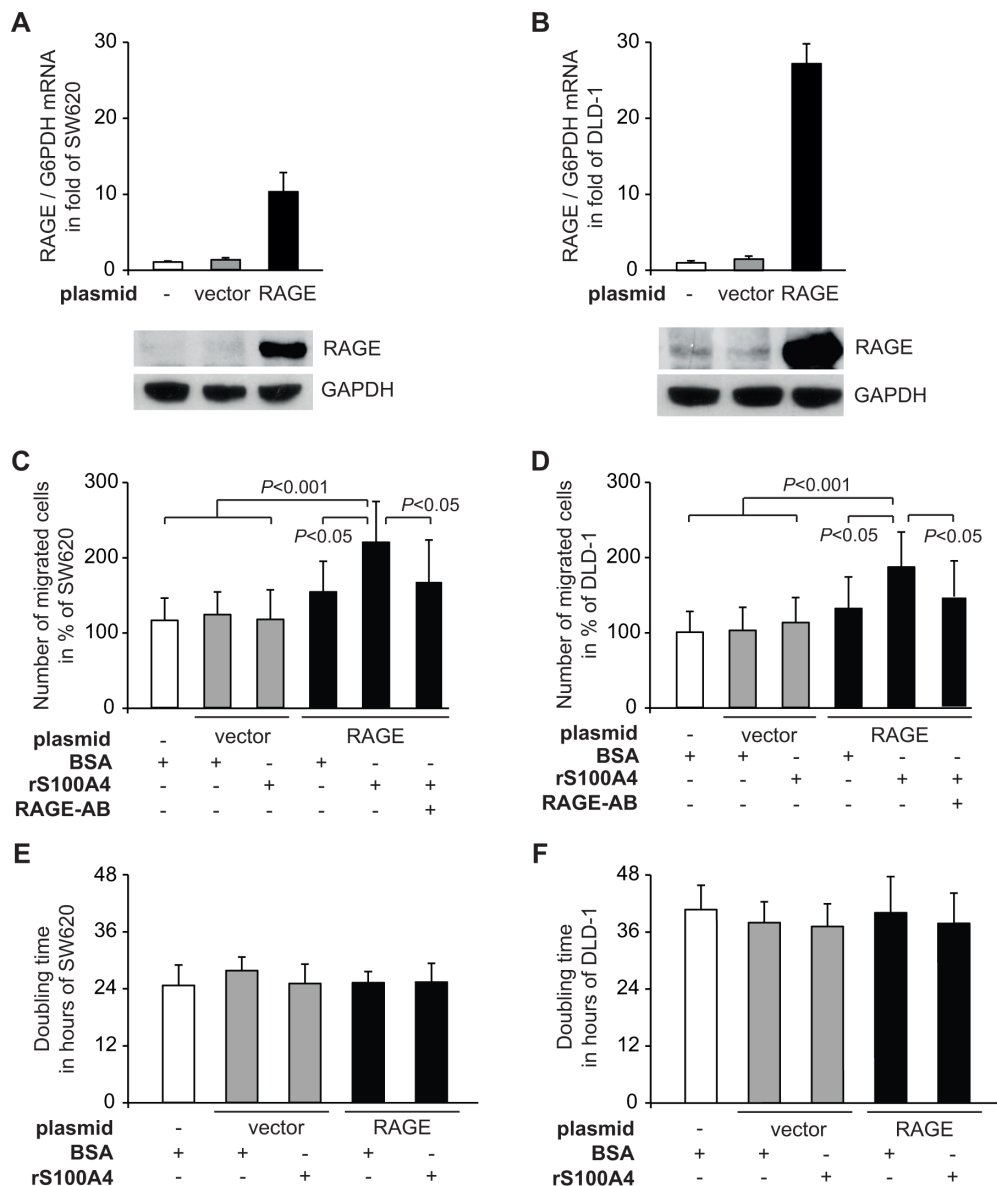 A
RAGE / G6PDH mRNA
in fold of SW620
30
20
10
0
plasmid - vector RAGE
RAGE
GAPDH
B
RAGE / G6PDH mRNA
in fold of DLD-1
30
20
10
0
plasmid - vector RAGE
RAGE
GAPDH
C
Number of migrated cells
in % of SW620
300
200
100
0
P<0.001
P<0.05
P<0.05
plasmid - vector RAGE
BSA + + - + - -
rS100A4 - - + - + +
RAGE-AB - - - - - +
D
Number of migrated cells
in % of DLD-1
300
200
100
0
P<0.001
P<0.05
P<0.05
plasmid - vector RAGE
BSA + + - + - -
rS100A4 - - + - + +
RAGE-AB - - - - - +
E
Doubling time
in hours of SW620
48
36
24
12
0
plasmid - vector RAGE
BSA + + - + -
rS100A4 - - + - +
F
Doubling time
in hours of DLD-1
48
36
24
12
0
plasmid - vector RAGE
BSA + + - + -
rS100A4 - - + - +